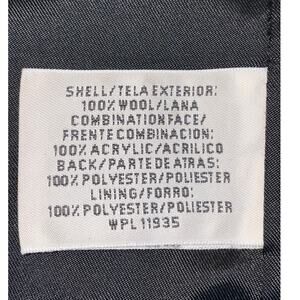 SHELL/TELA EXTERIOR:
100% WOOL/LANA
COMBINATION FACE/
FRENTE COMBINACION:
100% ACRYLIC/ACRILICO
BACK/PARTE DE ATRAS:
100% POLYESTER/POLIESTER
LINING/FORRO:
100% POLYESTER/POLIESTER
WPL 11935